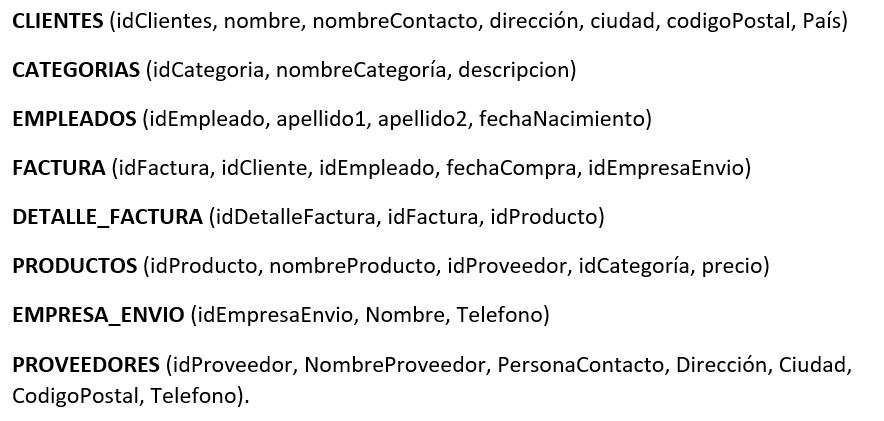 CLIENTES (idClientes, nombre, nombreContacto, dirección, ciudad, codigoPostal, País)
CATEGORIAS (idCategoria, nombreCategoría, descripcion)
EMPLEADOS (idEmpleado, apellido1, apellido2, fechaNacimiento)
FACTURA (idFactura, idCliente, idEmpleado, fechaCompra, idEmpresaEnvio)
DETALLE_FACTURA (idDetalleFactura, idFactura, idProducto)
PRODUCTOS (idProducto, nombreProducto, idProveedor, idCategoría, precio)
EMPRESA_ENVIO (idEmpresaEnvio, Nombre, Telefono)
PROVEEDORES (idProveedor, NombreProveedor, PersonaContacto, Dirección, Ciudad,
CodigoPostal, Telefono).